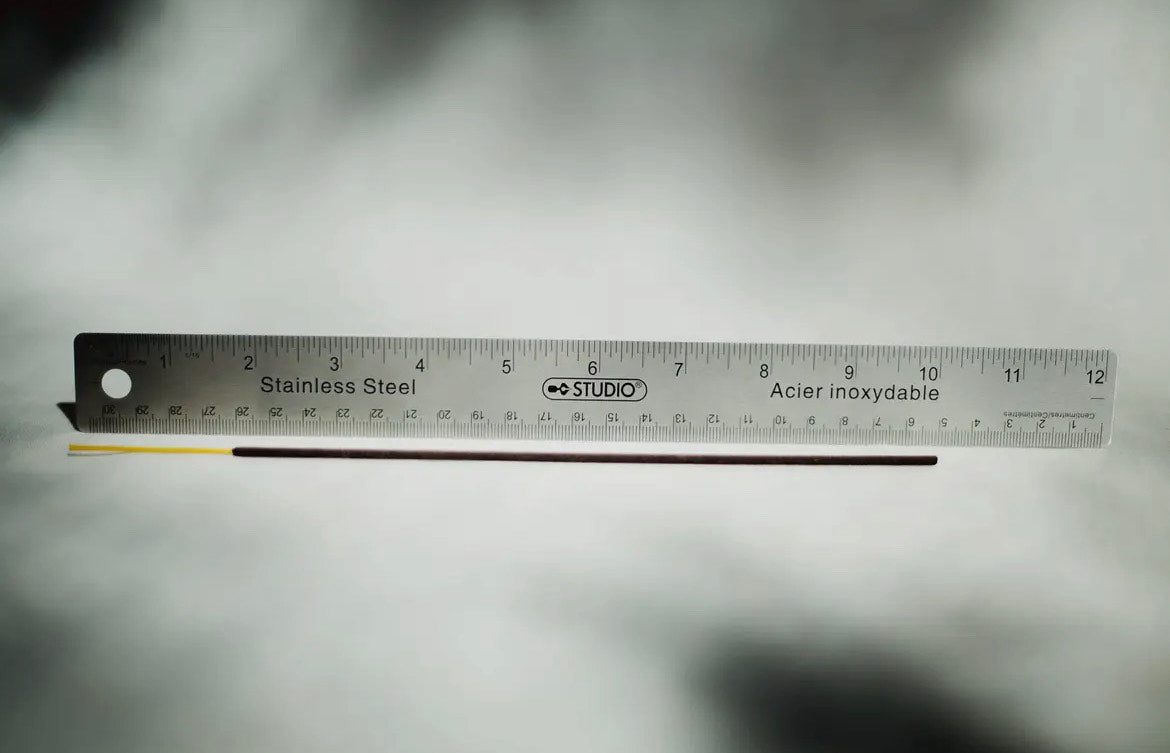 1 2 3 4 5 6 7 8 9 10 11 12
Stainless Steel STUDIO® Acier inoxydable
Centimetres/Centimètres
30 29 28 27 26 25 24 23 22 21 20 19 18 17 16 15 14 13 12 11 10 9 8 7 6 5 4 3 2 1